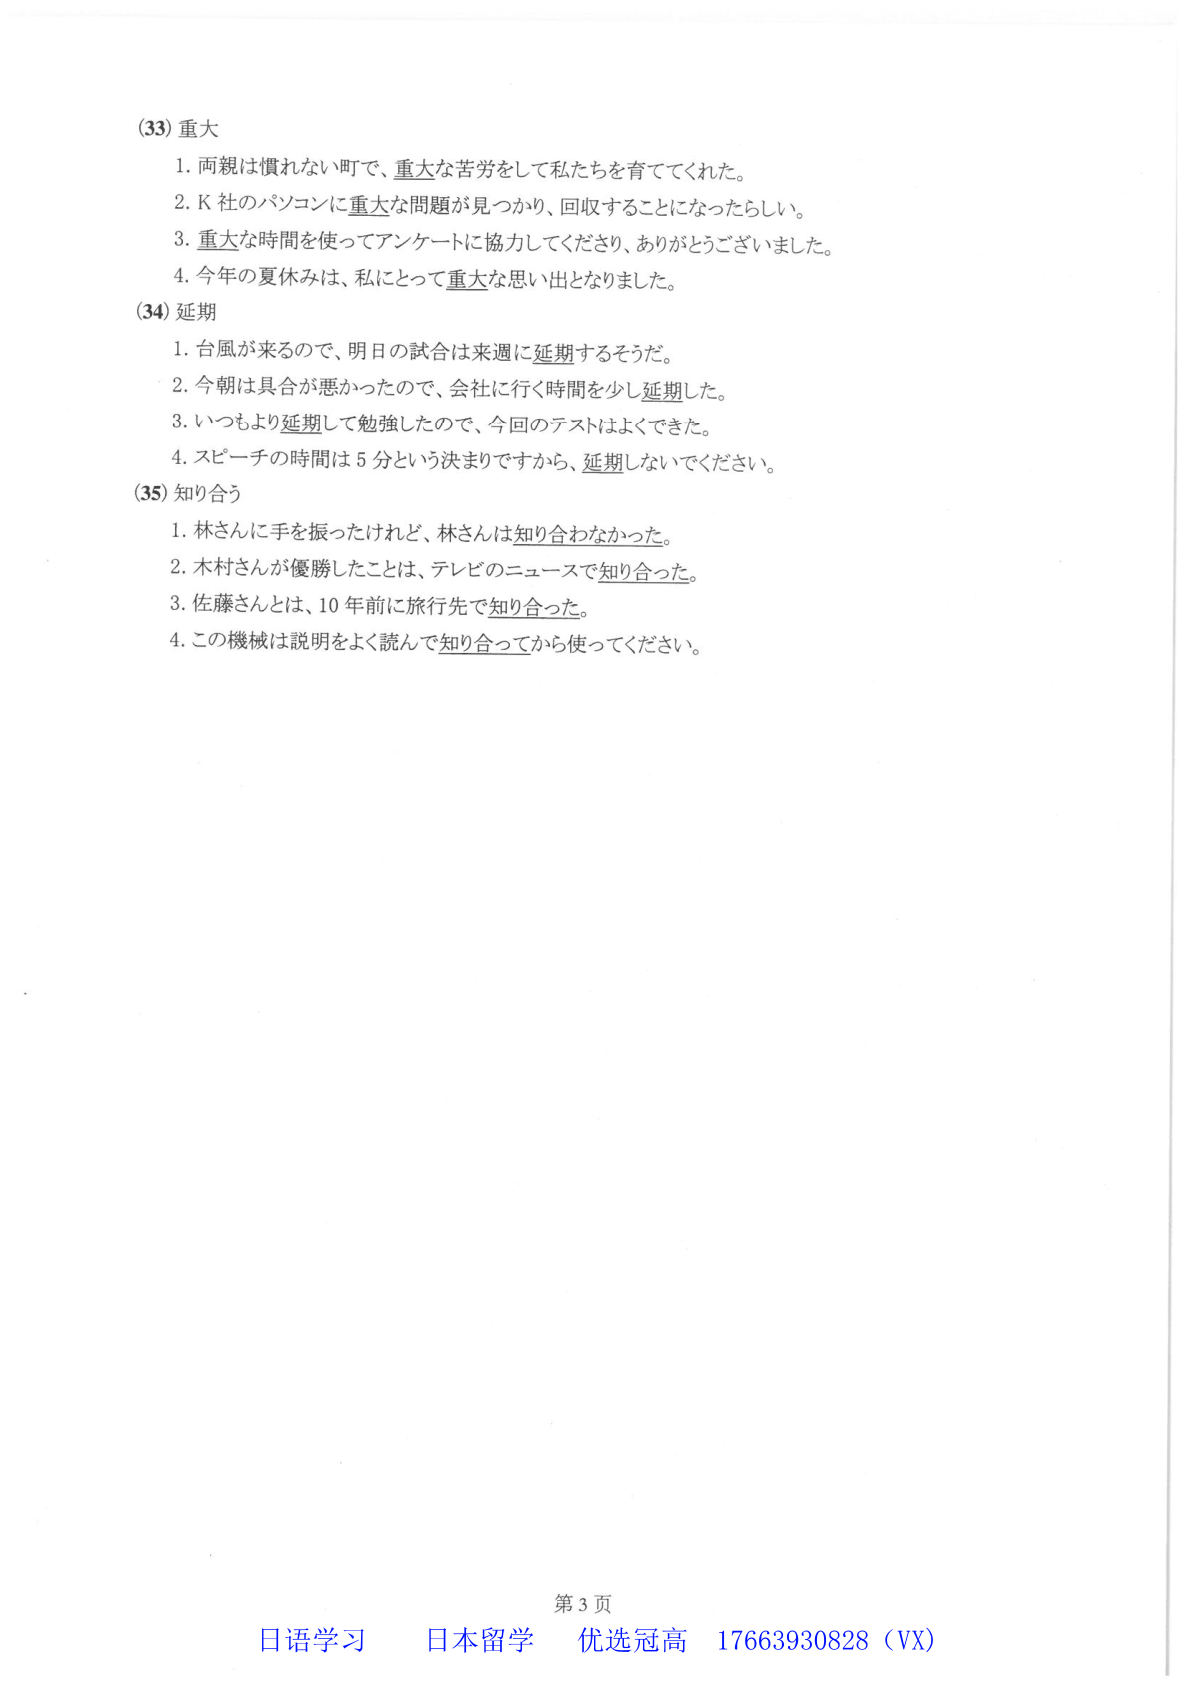 (33) 重大
1. 両親は慣れない町で、重大な苦労をして私たちを育ててくれた。
2. K 社のパソコンに重大な問題が見つかり、回収することになったらしい。
3. 重大な時間を使ってアンケートに協力してくださり、ありがとうございました。
4. 今年の夏休みは、私にとって重大な思い出となりました。
(34) 延期
1. 台風が来るので、明日の試合は来週に延期するそうだ。
2. 今朝は具合が悪かったので、会社に行く時間を少し延期した。
3. いつもより延期して勉強したので、今回のテストはよくできた。
4. スピーチの時間は 5 分という決まりですから、延期しないでください。
(35) 知り合う
1. 林さんに手を振ったけれど、林さんは知り合わなかった。
2. 木村さんが優勝したことは、テレビのニュースで知り合った。
3. 佐藤さんとは、10 年前に旅行先で知り合った。
4. この機械は説明をよく読んで知り合ってから使ってください。
第 3 页
日语学习 日本留学 优选冠高 17663930828（VX）